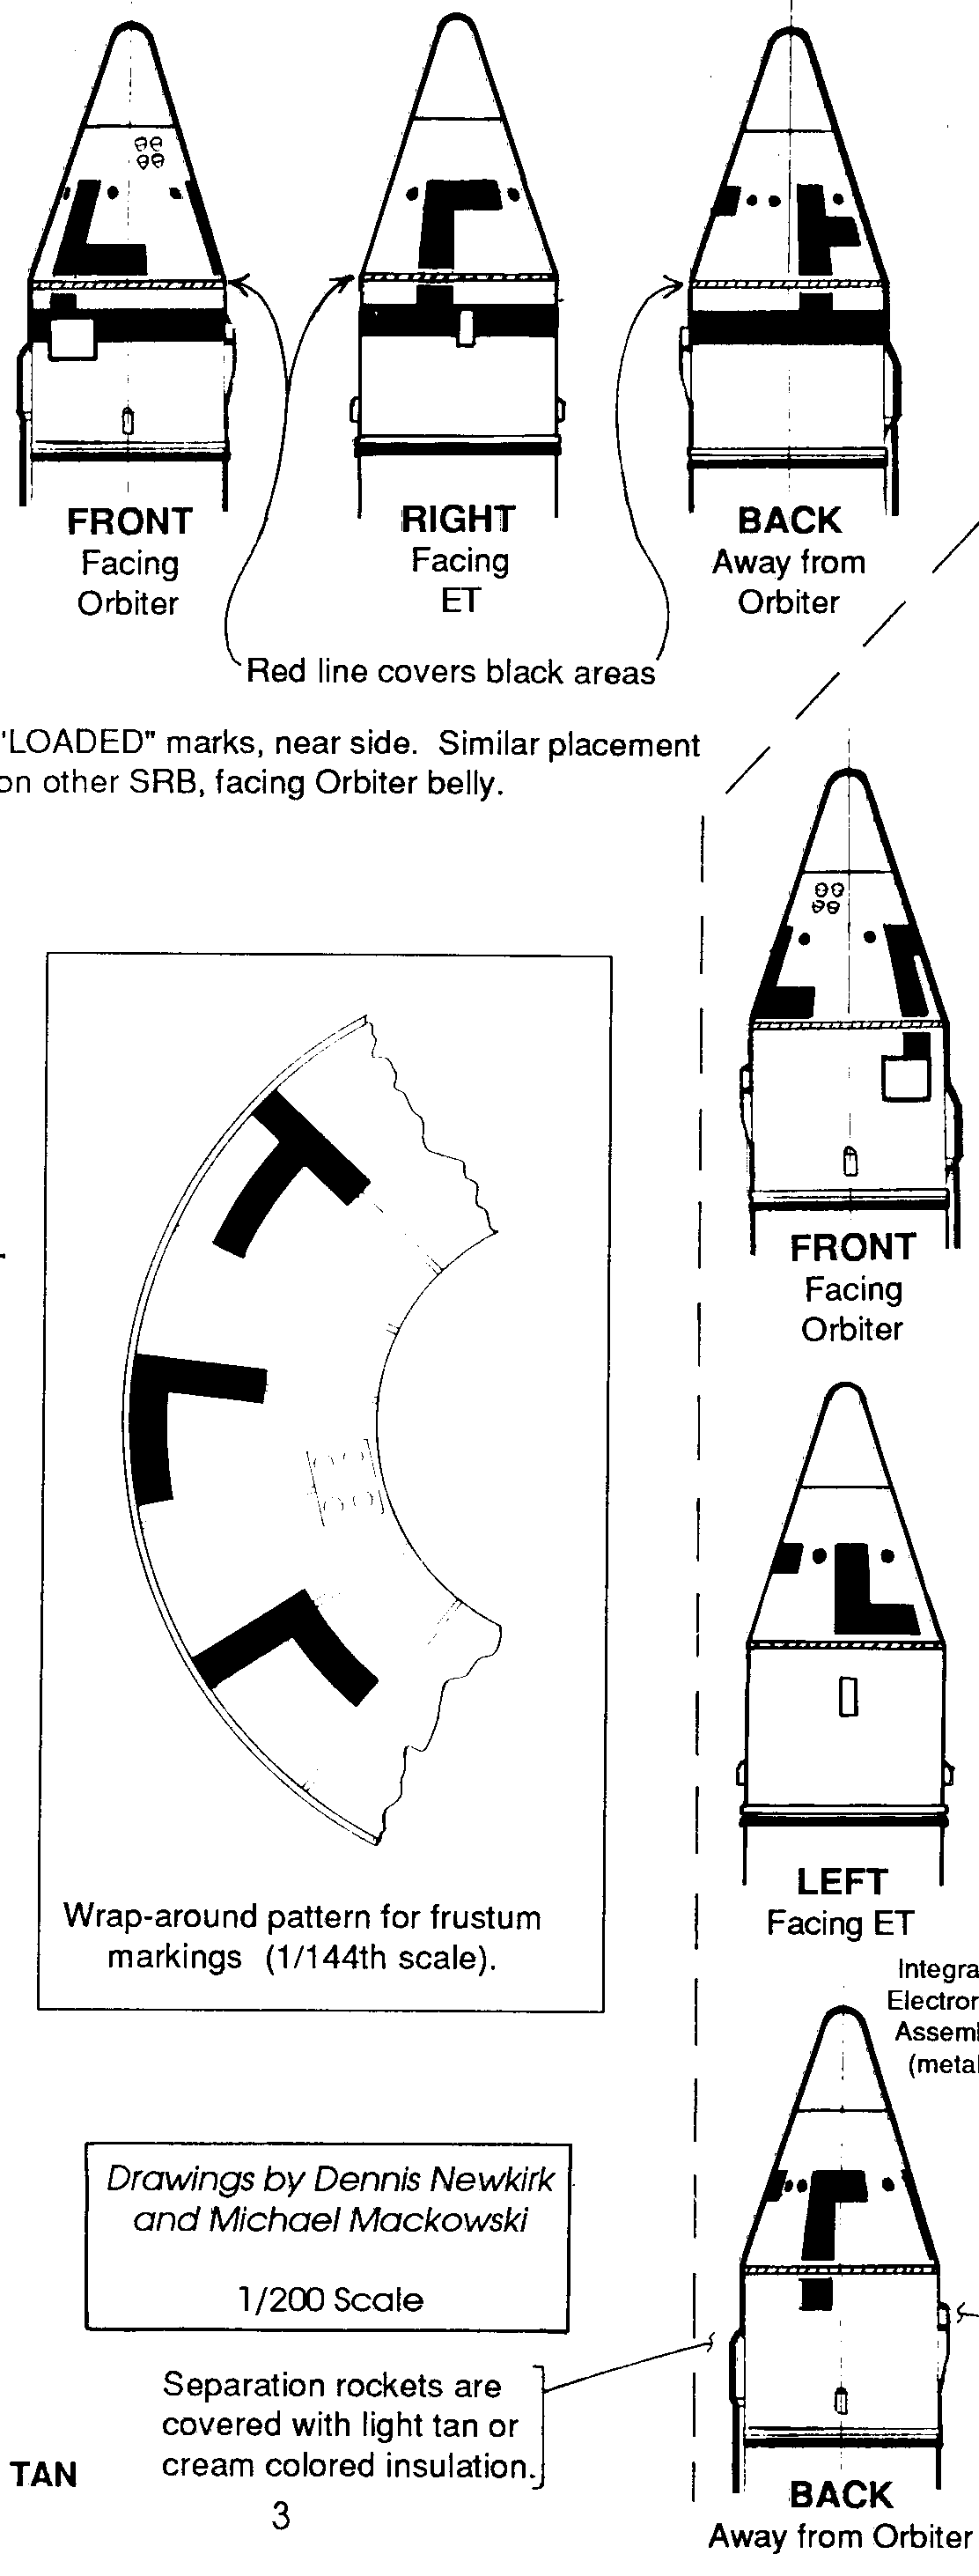 FRONT
Facing
Orbiter
RIGHT
Facing
ET
BACK
Away from
Orbiter
Red line covers black areas
"LOADED" marks, near side. Similar placement
on other SRB, facing Orbiter belly.
FRONT
Facing
Orbiter
LEFT
Facing ET
Wrap-around pattern for frustum
markings (1/144th scale).
Integra
Electron
Assembl
(metal
Drawings by Dennis Newkirk
and Michael Mackowski
1/200 Scale
Separation rockets are
covered with light tan or
cream colored insulation.
TAN
3
BACK
Away from Orbiter